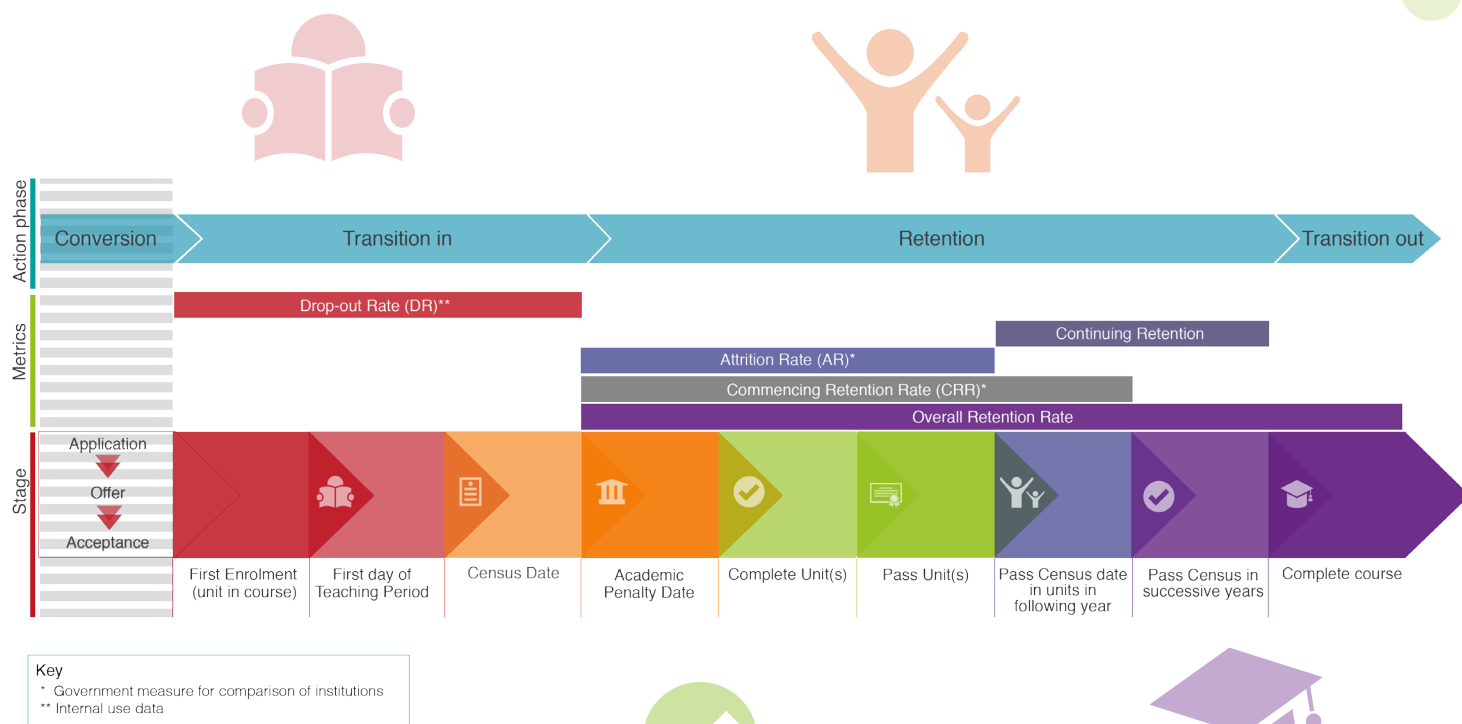 Action phase
Conversion
Transition in
Retention
Transition out
Metrics
Drop-out Rate (DR)**
Continuing Retention
Attrition Rate (AR)*
Commencing Retention Rate (CRR)*
Overall Retention Rate
Stage
Application
Offer
Acceptance
First Enrolment
(unit in course)
First day of
Teaching Period
Census Date
Academic
Penalty Date
Complete Unit(s)
Pass Unit(s)
Pass Census date
in units in
following year
Pass Census in
successive years
Complete course
Key
* Government measure for comparison of institutions
** Internal use data